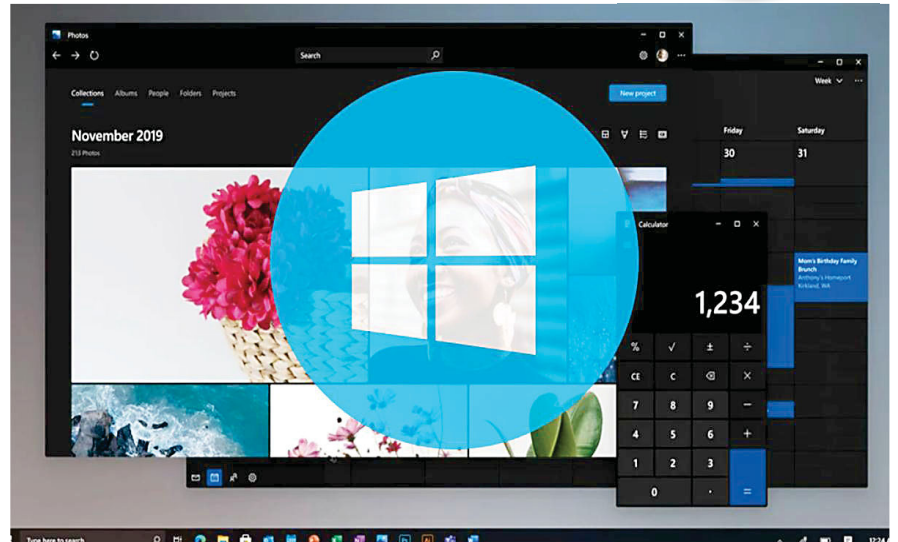 Photos
Search
Collections Albums People Folders Projects
New project
November 2019
213 Photos
Week
Friday
Saturday
30
31
Mom's Birthday Family
Brunch
Anthony's Homeport
Kirkland, WA
Calculator
1,234
% √ ± ÷
CE C ×
7 8 9 −
4 5 6 +
1 2 3
0 . =
Type here to search
12:24